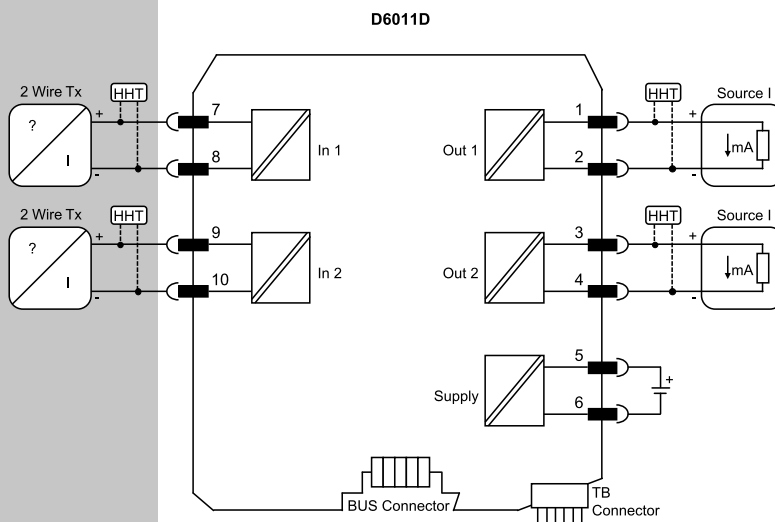 D6011D
2 Wire Tx
HHT
+
-
?
I
7
8
In 1
Out 1
1
2
HHT
+
-
Source I
mA
2 Wire Tx
HHT
+
-
?
I
9
10
In 2
Out 2
3
4
HHT
+
-
Source I
mA
Supply
5
6
+
BUS Connector
TB
Connector